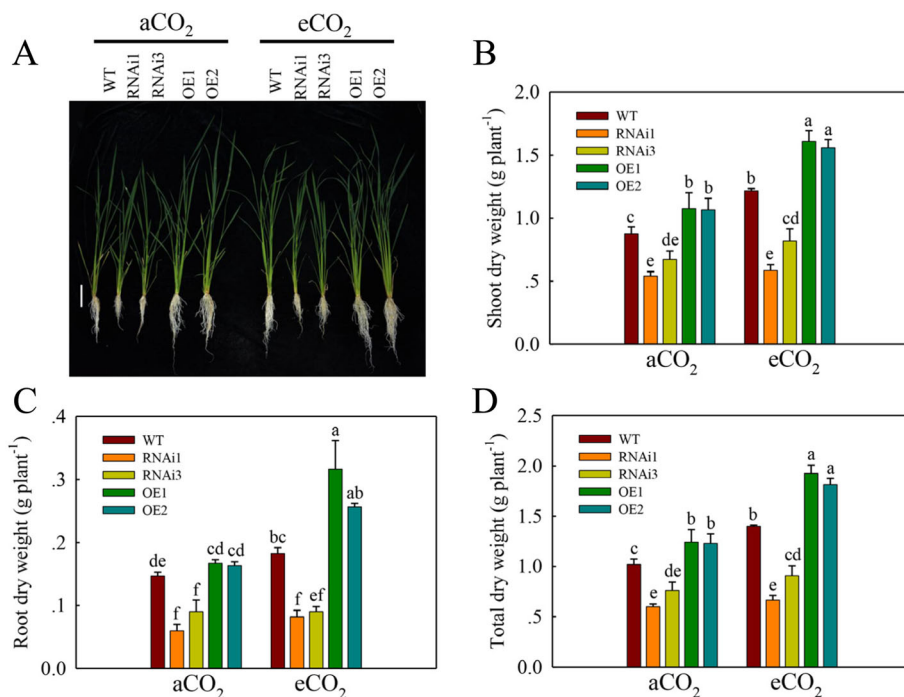 A
aCO2 eCO2
WT RNAi1 RNAi3 OE1 OE2 WT RNAi1 RNAi3 OE1 OE2
B
Shoot dry weight (g plant-1)
2.0
1.5
1.0
.5
0.0
WT
RNAi1
RNAi3
OE1
OE2
c e de b b b e cd a a
aCO2 eCO2
C
Root dry weight (g plant-1)
.4
.3
.2
.1
0.0
WT
RNAi1
RNAi3
OE1
OE2
de f f cd cd bc f ef a ab
aCO2 eCO2
D
Total dry weight (g plant-1)
2.5
2.0
1.5
1.0
.5
0.0
WT
RNAi1
RNAi3
OE1
OE2
c e de b b b e cd a a
aCO2 eCO2